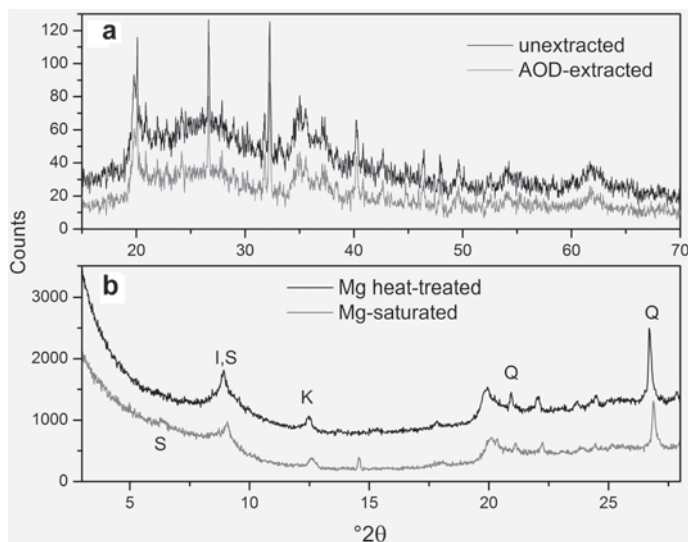 a
unextracted
AOD-extracted
120
100
80
60
40
20
0
20 30 40 50 60 70
Counts
b
Mg heat-treated
Mg-saturated
3000
2000
1000
0
I,S
K
Q
Q
S
5 10 15 20 25
°2θ